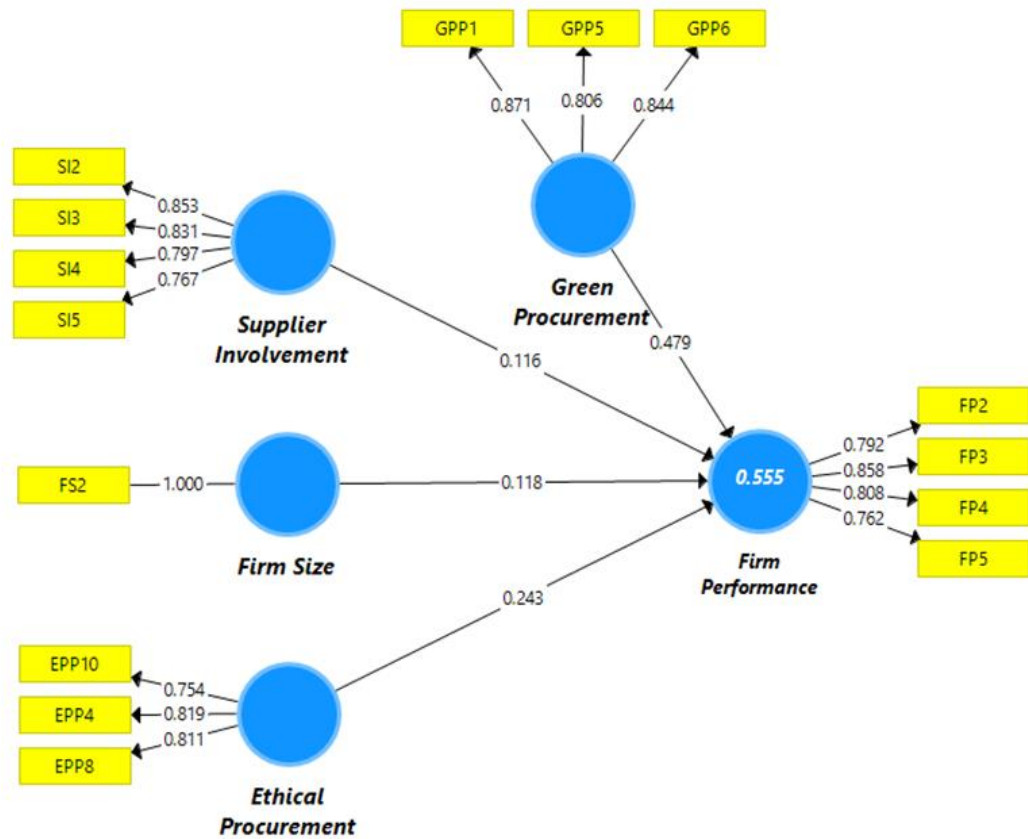 GPP1
GPP5
GPP6
0.871
0.806
0.844
SI2
SI3
SI4
SI5
0.853
0.831
0.797
0.767
Supplier
Involvement
Green
Procurement
0.116
0.479
FS2
1.000
Firm Size
0.118
0.555
Firm
Performance
0.792
0.858
0.808
0.762
FP2
FP3
FP4
FP5
0.243
EPP10
EPP4
EPP8
0.754
0.819
0.811
Ethical
Procurement